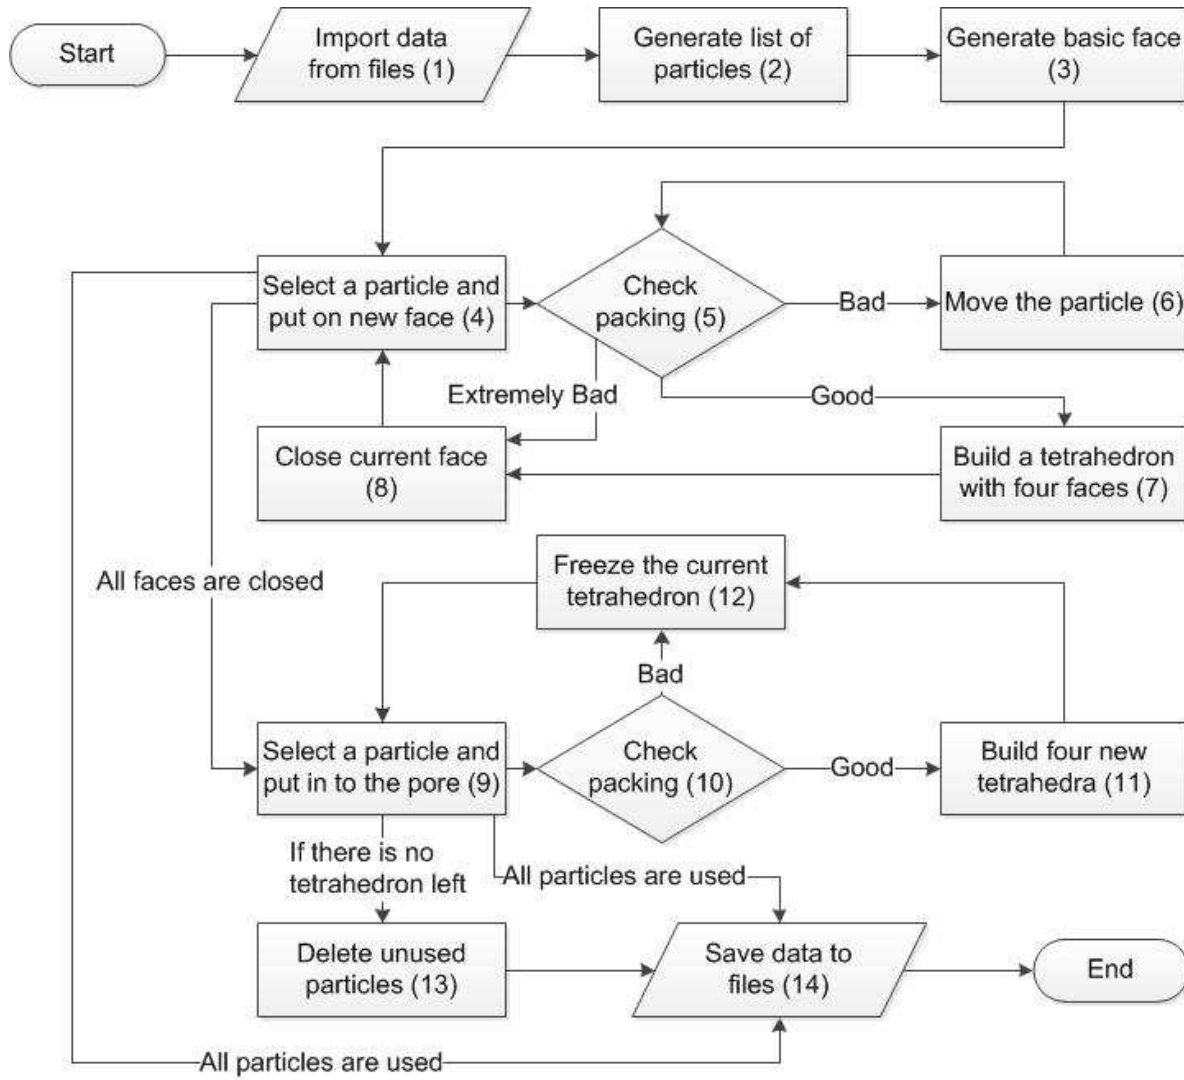 Start
Import data
from files (1)
Generate list of
particles (2)
Generate basic face
(3)
Select a particle and
put on new face (4)
Check
packing (5)
Bad
Move the particle (6)
Extremely Bad
Good
Close current face
(8)
Build a tetrahedron
with four faces (7)
All faces are closed
Freeze the current
tetrahedron (12)
Bad
Select a particle and
put in to the pore (9)
Check
packing (10)
Good
Build four new
tetrahedra (11)
If there is no
tetrahedron left
All particles are used
Delete unused
particles (13)
Save data to
files (14)
End
All particles are used